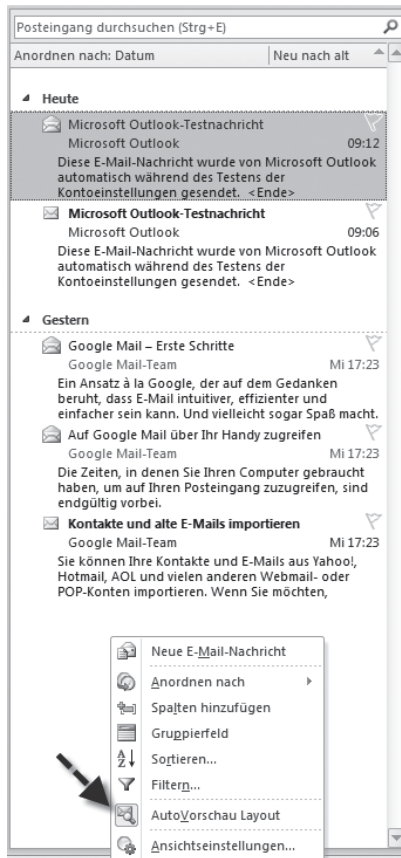 Posteingang durchsuchen (Strg+E)
Anordnen nach: Datum Neu nach alt
Heute
Microsoft Outlook-Testnachricht
Microsoft Outlook 09:12
Diese E-Mail-Nachricht wurde von Microsoft Outlook
automatisch während des Testens der
Kontoeinstellungen gesendet. <Ende>
Microsoft Outlook-Testnachricht
Microsoft Outlook 09:06
Diese E-Mail-Nachricht wurde von Microsoft Outlook
automatisch während des Testens der
Kontoeinstellungen gesendet. <Ende>
Gestern
Google Mail – Erste Schritte
Google Mail-Team Mi 17:23
Ein Ansatz à la Google, der auf dem Gedanken
beruht, dass E-Mail intuitiver, effizienter und
einfacher sein kann. Und vielleicht sogar Spaß macht.
Auf Google Mail über Ihr Handy zugreifen
Google Mail-Team Mi 17:23
Die Zeiten, in denen Sie Ihren Computer gebraucht
haben, um auf Ihren Posteingang zuzugreifen, sind
endgültig vorbei.
Kontakte und alte E-Mails importieren
Google Mail-Team Mi 17:23
Sie können Ihre Kontakte und E-Mails aus Yahoo!,
Hotmail, AOL und vielen anderen Webmail- oder
POP-Konten importieren. Wenn Sie möchten,
Neue E-Mail-Nachricht
Anordnen nach
Spalten hinzufügen
Gruppierfeld
Sortieren...
Filtern...
AutoVorschau Layout
Ansichtseinstellungen...